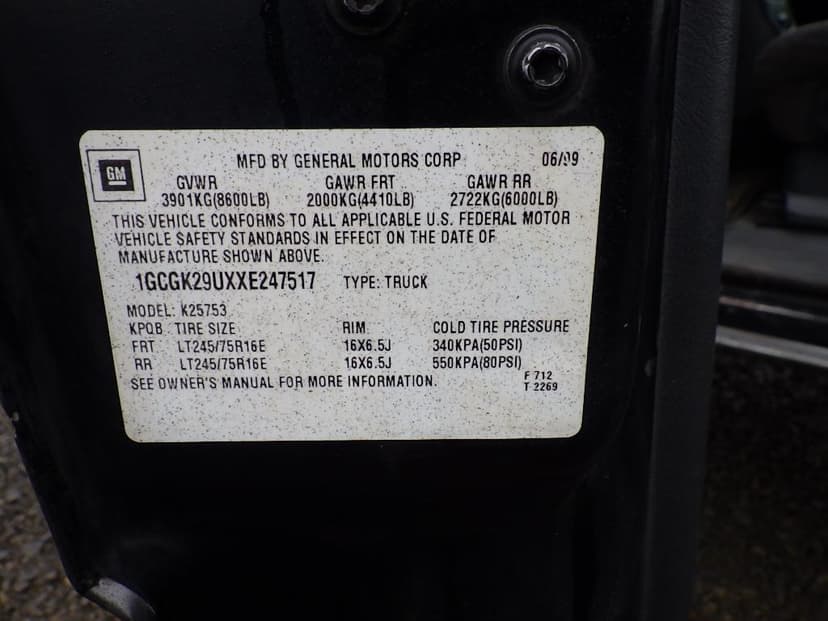 GM
MFD BY GENERAL MOTORS CORP 06/99
GVWR GAWR FRT GAWR RR
3901KG(8600LB) 2000KG(4410LB) 2722KG(6000LB)
THIS VEHICLE CONFORMS TO ALL APPLICABLE U.S. FEDERAL MOTOR
VEHICLE SAFETY STANDARDS IN EFFECT ON THE DATE OF
MANUFACTURE SHOWN ABOVE.
1GCGK29UXXE247517 TYPE: TRUCK
MODEL: K25753
KPQB TIRE SIZE RIM COLD TIRE PRESSURE
FRT LT245/75R16E 16X6.5J 340KPA(50PSI)
RR LT245/75R16E 16X6.5J 550KPA(80PSI)
SEE OWNER'S MANUAL FOR MORE INFORMATION.
F 712
T 2269